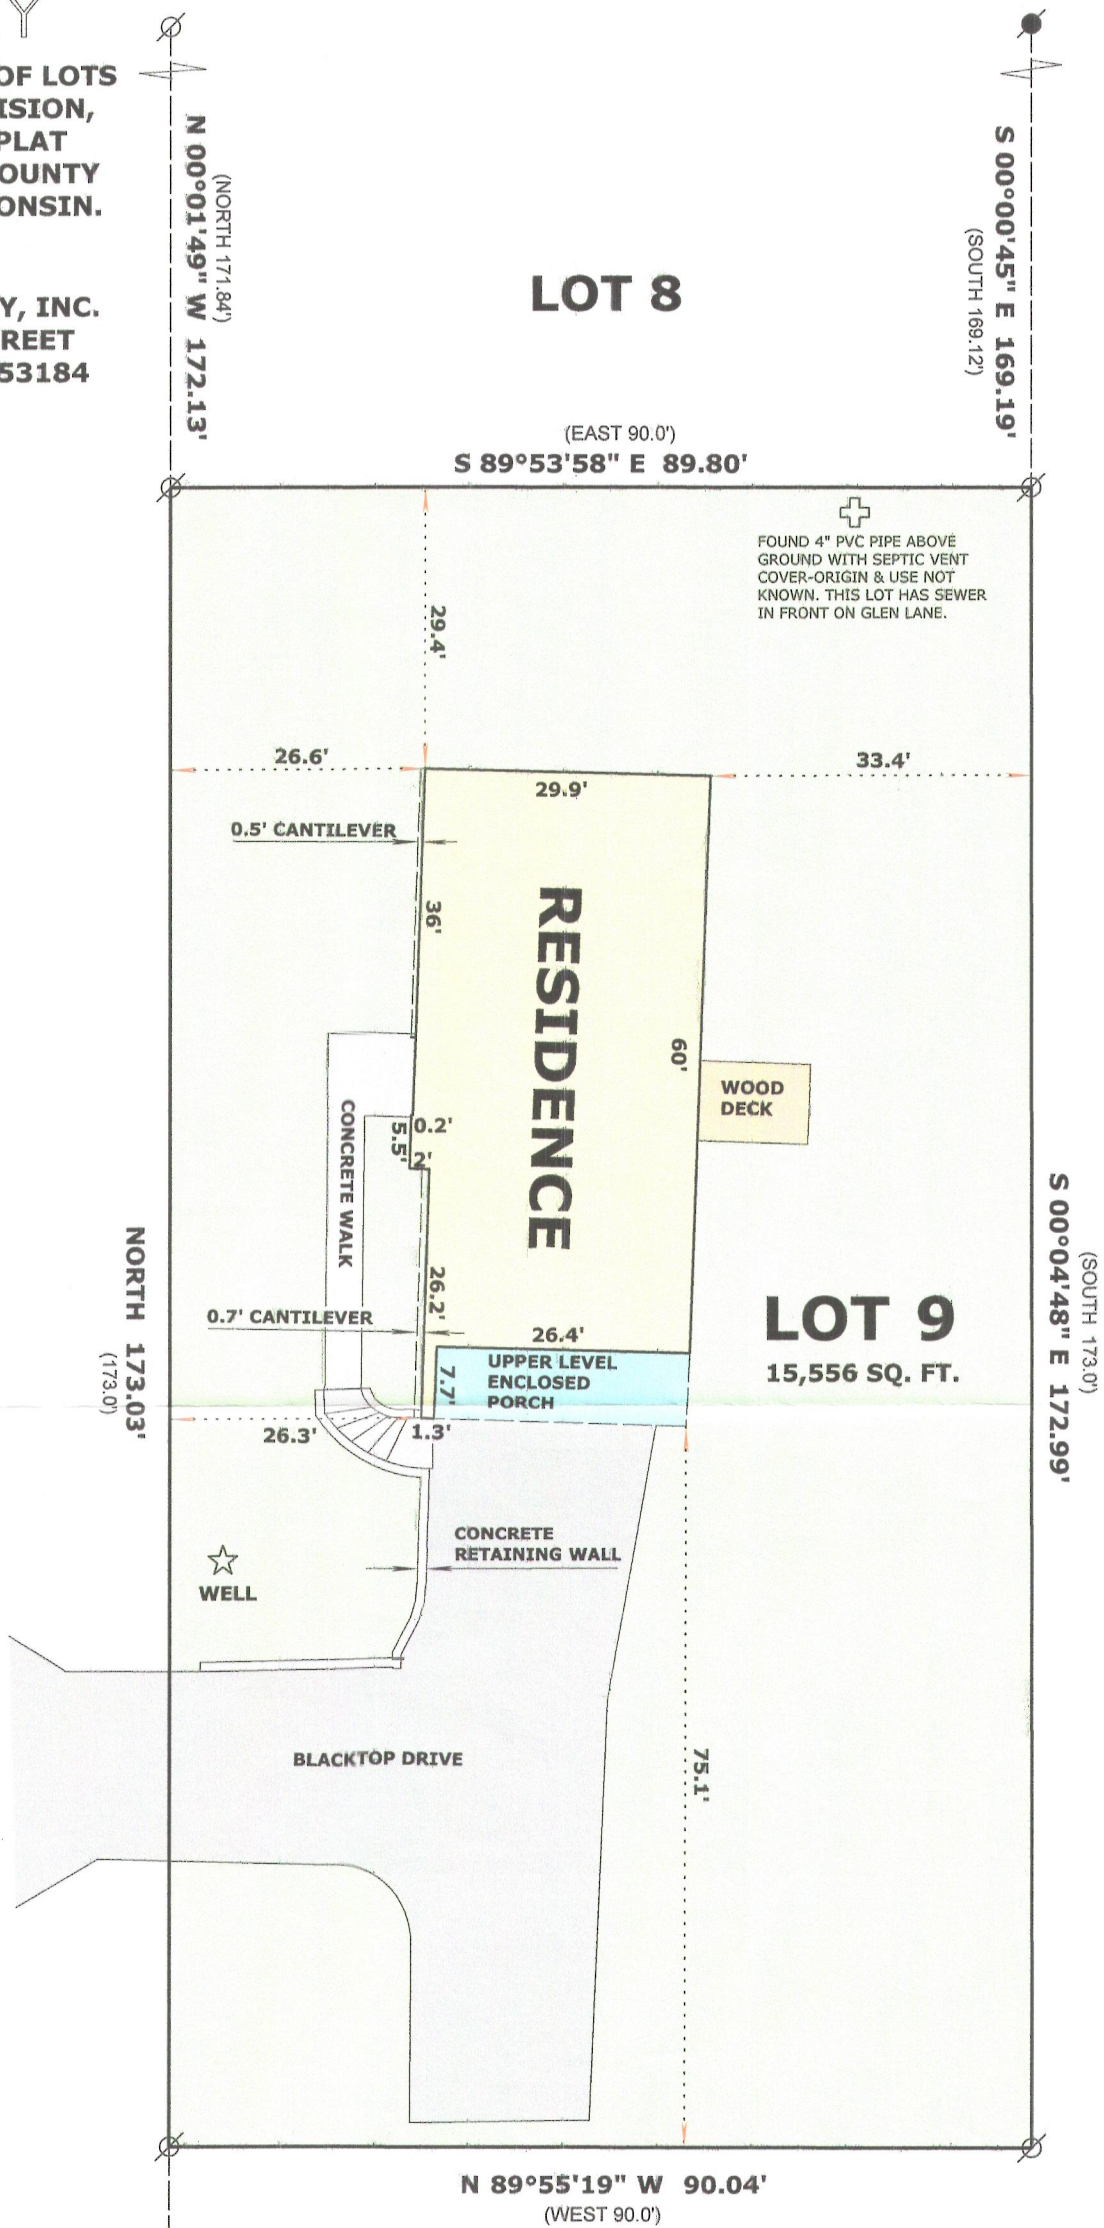 OF LOTS
ISION,
PLAT
OUNTY
ONSIN.
Y, INC.
REET
53184
N 00°01'49" W 172.13'
(NORTH 171.84')
S 00°00'45" E 169.19'
(SOUTH 169.12')
LOT 8
(EAST 90.0')
S 89°53'58" E 89.80'
FOUND 4" PVC PIPE ABOVE
GROUND WITH SEPTIC VENT
COVER-ORIGIN & USE NOT
KNOWN. THIS LOT HAS SEWER
IN FRONT ON GLEN LANE.
29.4'
26.6'
33.4'
29.9'
0.5' CANTILEVER
36'
RESIDENCE
60'
WOOD
DECK
CONCRETE WALK
0.2'
5.5'
2'
26.2'
0.7' CANTILEVER
26.4'
UPPER LEVEL
ENCLOSED
PORCH
7.7'
LOT 9
15,556 SQ. FT.
NORTH 173.03'
(173.0')
S 00°04'48" E 172.99'
(SOUTH 173.0')
26.3'
1.3'
CONCRETE
RETAINING WALL
WELL
BLACKTOP DRIVE
75.1'
N 89°55'19" W 90.04'
(WEST 90.0')